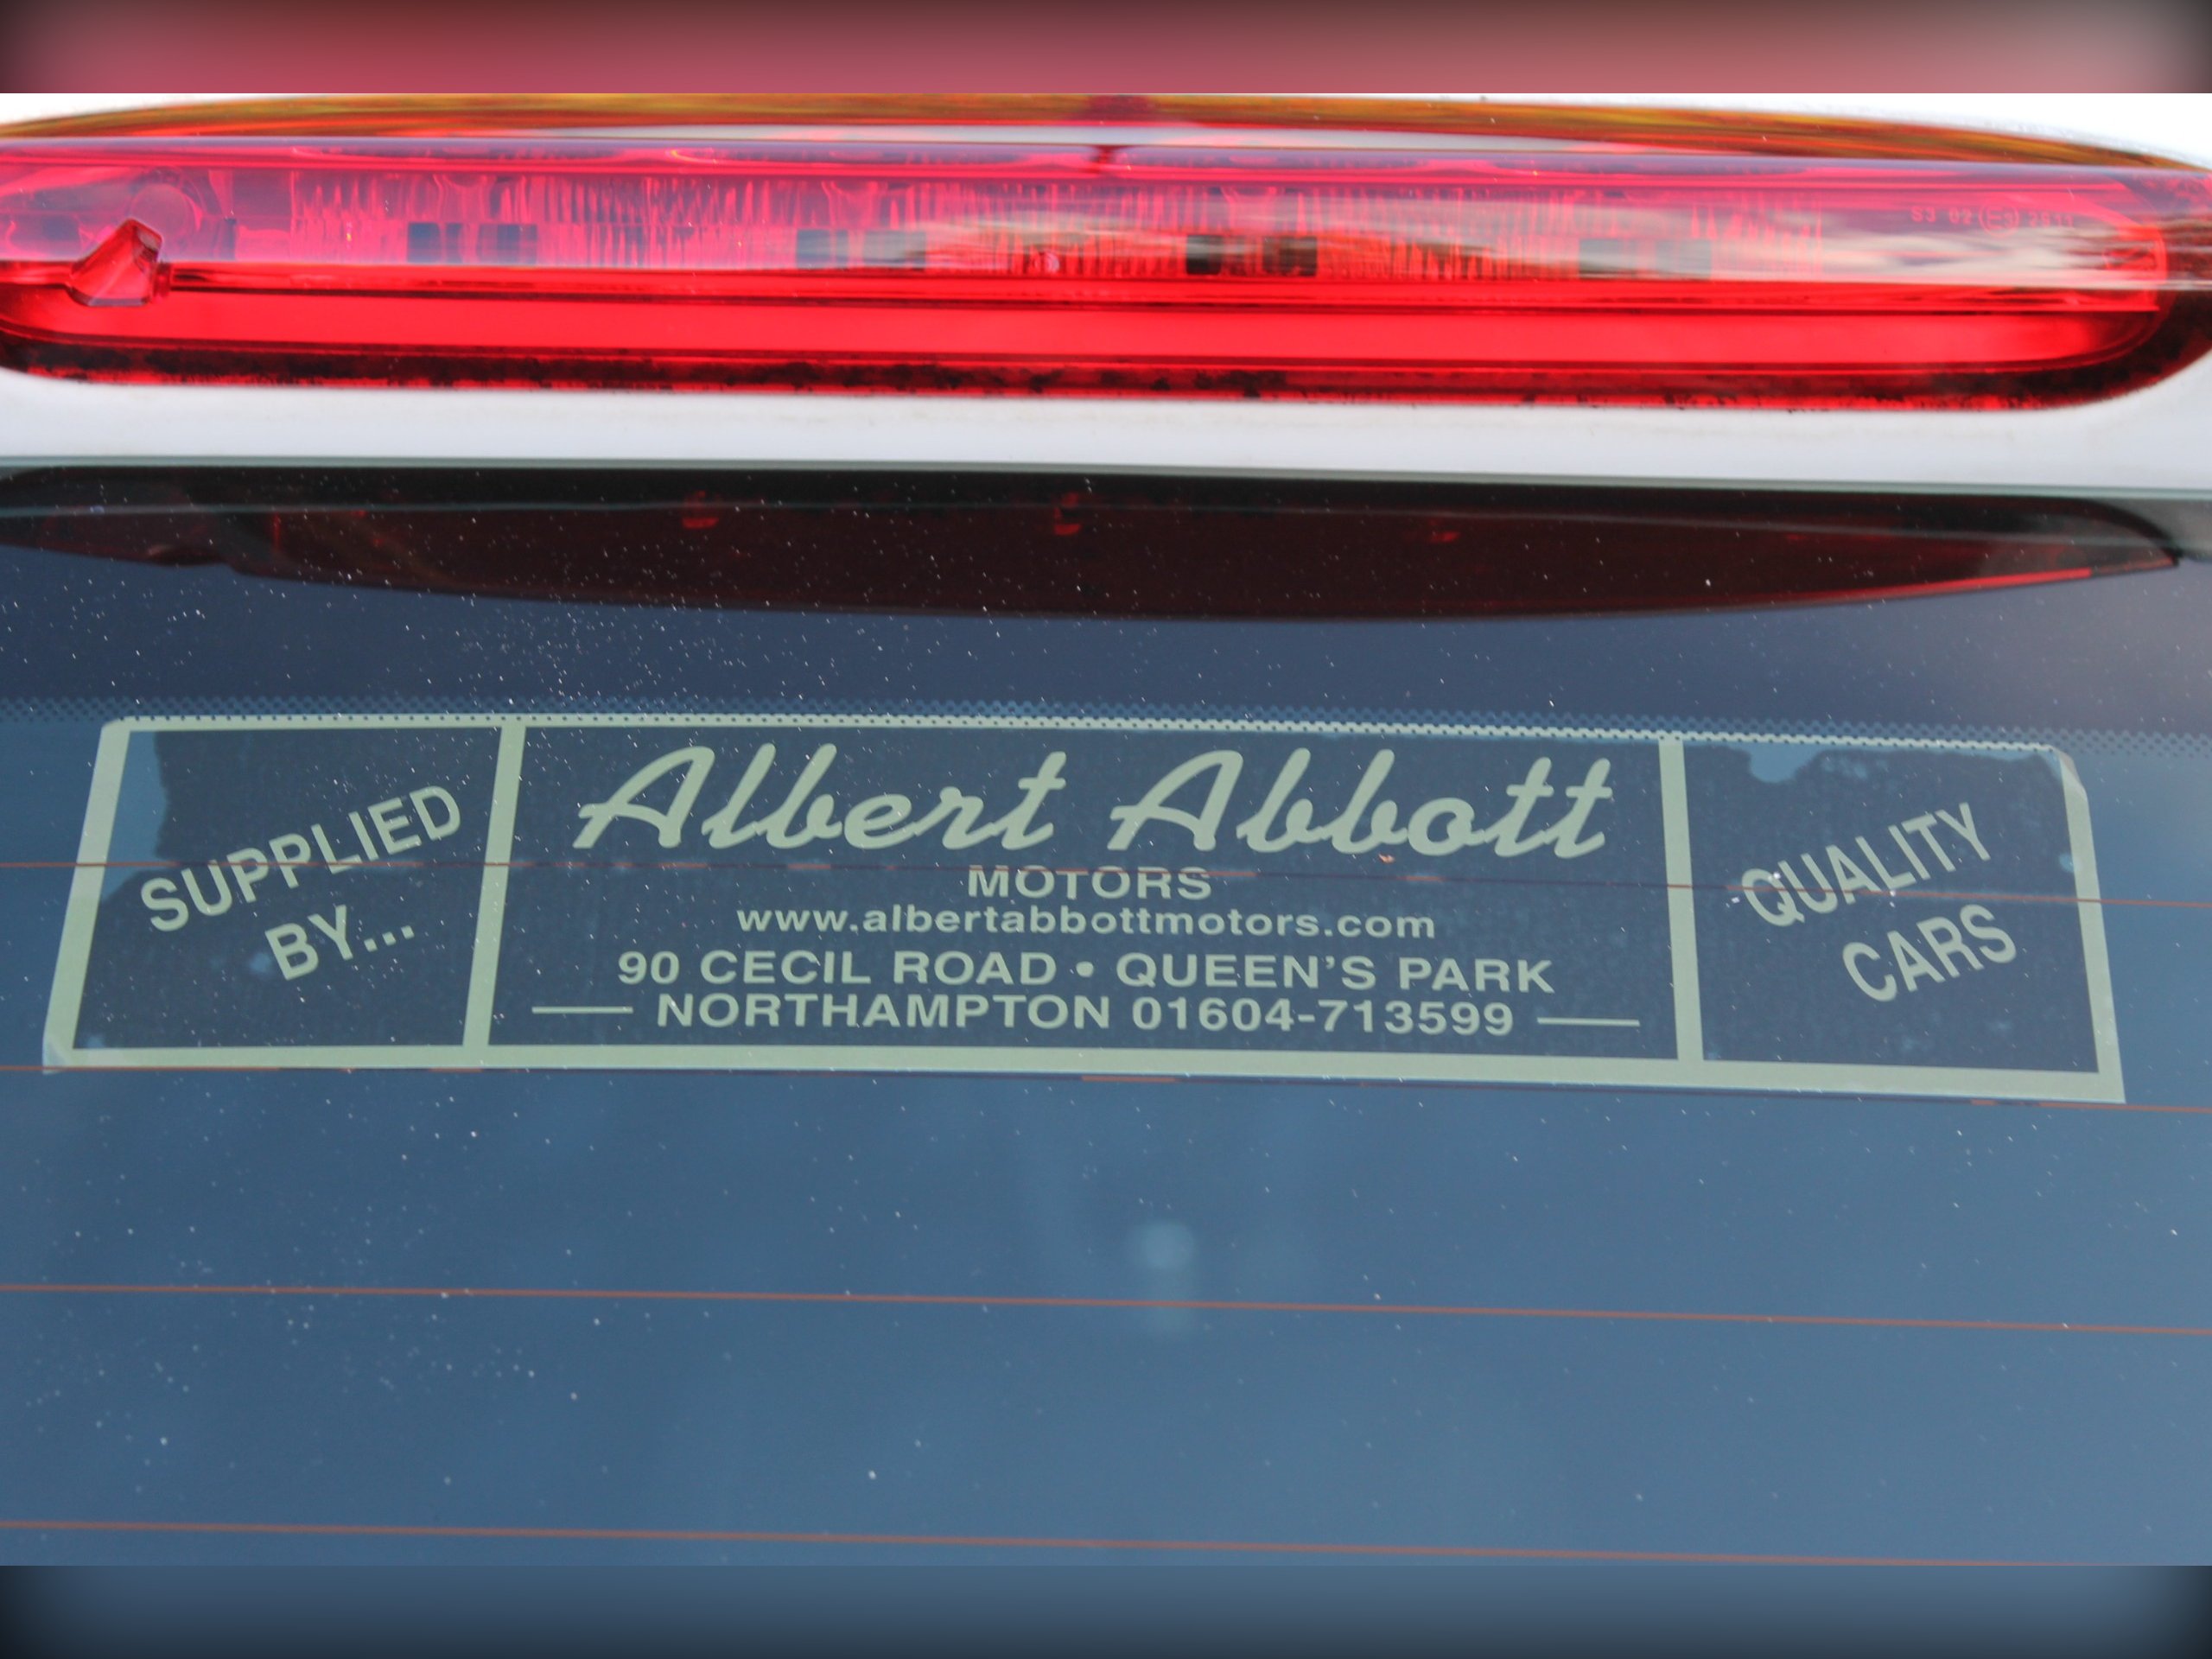 SUPPLIED
BY...
Albert Abbott
MOTORS
www.albertabbottmotors.com
90 CECIL ROAD • QUEEN'S PARK
NORTHAMPTON 01604-713599
QUALITY
CARS